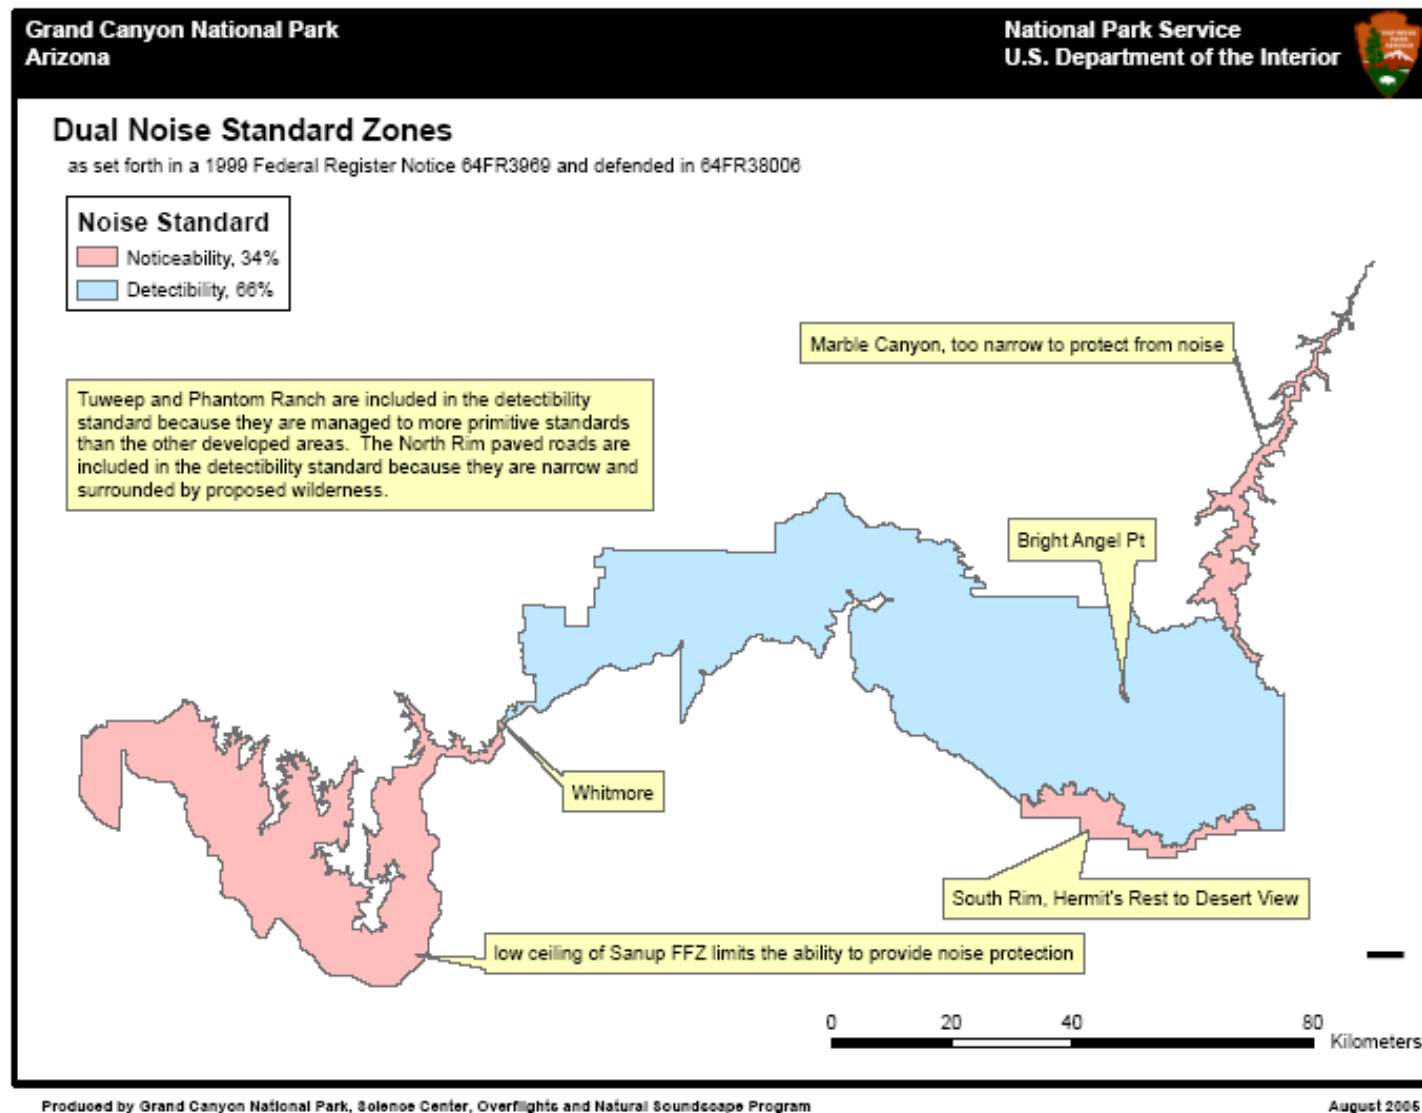 Grand Canyon National Park
Arizona
National Park Service
U.S. Department of the Interior
Dual Noise Standard Zones
as set forth in a 1999 Federal Register Notice 64FR3969 and defended in 64FR38006
Noise Standard
Noticeability, 34%
Detectibility, 66%
Marble Canyon, too narrow to protect from noise
Tuweep and Phantom Ranch are included in the detectibility
standard because they are managed to more primitive standards
than the other developed areas. The North Rim paved roads are
included in the detectibility standard because they are narrow and
surrounded by proposed wilderness.
Bright Angel Pt
Whitmore
South Rim, Hermit's Rest to Desert View
low ceiling of Sanup FFZ limits the ability to provide noise protection
0 20 40 80
Kilometers
Produced by Grand Canyon National Park, Science Center, Overflights and Natural Soundscape Program
August 2005